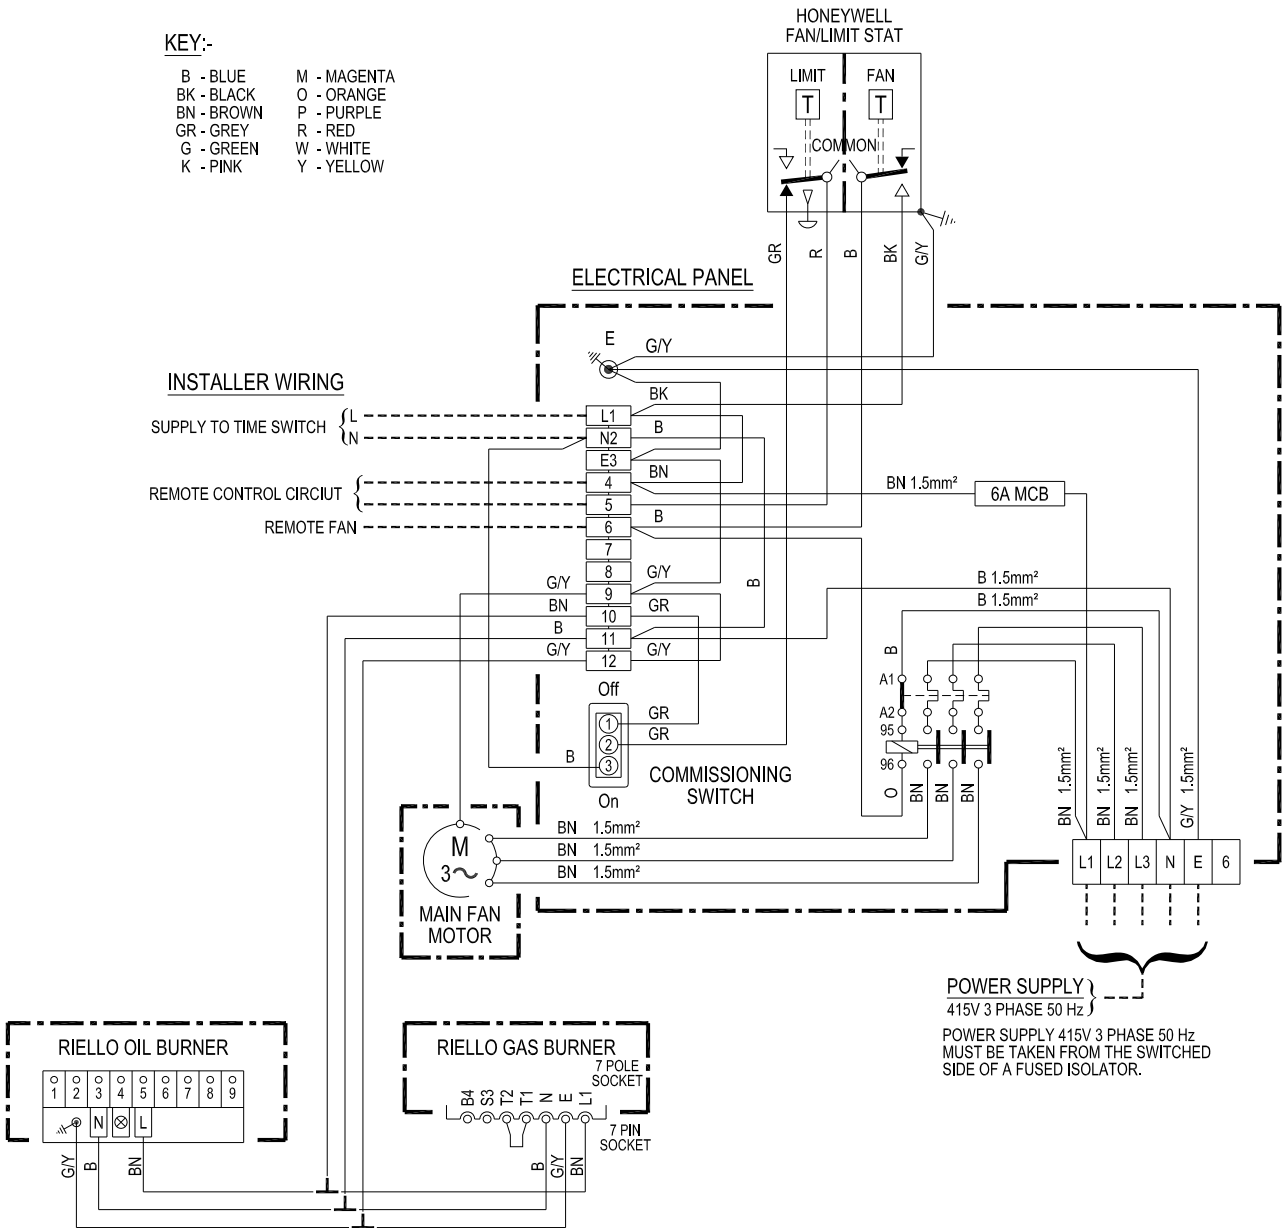 HONEYWELL
FAN/LIMIT STAT
KEY:-
B - BLUE M - MAGENTA
BK - BLACK O - ORANGE
BN - BROWN P - PURPLE
GR - GREY R - RED
G - GREEN W - WHITE
K - PINK Y - YELLOW
LIMIT FAN
T T
COMMON
GR R B BK G/Y
ELECTRICAL PANEL
E
G/Y
INSTALLER WIRING
BK
SUPPLY TO TIME SWITCH { L
N
L1
B
N2
E3
BN
REMOTE CONTROL CIRCIUT {
4
BN 1.5mm²
6A MCB
5
B
REMOTE FAN
6
7
8
G/Y G/Y
9
B
B 1.5mm²
BN GR
10
B 1.5mm²
B
11
G/Y G/Y
12
B
Off
A1
GR
1
A2
GR
2
95
B
3
96
COMMISSIONING
SWITCH
On
O BN BN BN
BN 1.5mm² BN 1.5mm² BN 1.5mm² G/Y 1.5mm²
BN 1.5mm²
BN 1.5mm²
BN 1.5mm²
M
3
L1 L2 L3 N E 6
MAIN FAN
MOTOR
POWER SUPPLY }
415V 3 PHASE 50 Hz
POWER SUPPLY 415V 3 PHASE 50 Hz
MUST BE TAKEN FROM THE SWITCHED
SIDE OF A FUSED ISOLATOR.
RIELLO OIL BURNER
1 2 3 4 5 6 7 8 9
N L
G/Y B BN
RIELLO GAS BURNER
7 POLE
SOCKET
B4 S3 T2 T1 N E L1
7 PIN
SOCKET
B G/Y BN